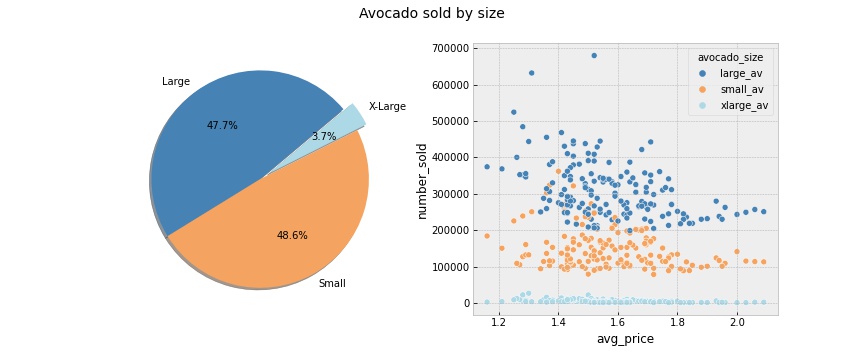 Avocado sold by size
Large
X-Large
47.7%
3.7%
48.6%
Small
number_sold
700000
600000
500000
400000
300000
200000
100000
0
avocado_size
large_av
small_av
xlarge_av
1.2 1.4 1.6 1.8 2.0
avg_price